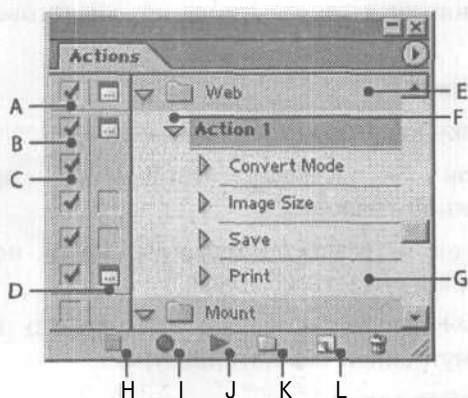 Actions
A
Web
E
B
Action 1
F
C
Convert Mode
Image Size
Save
D
Print
G
Mount
H I J K L